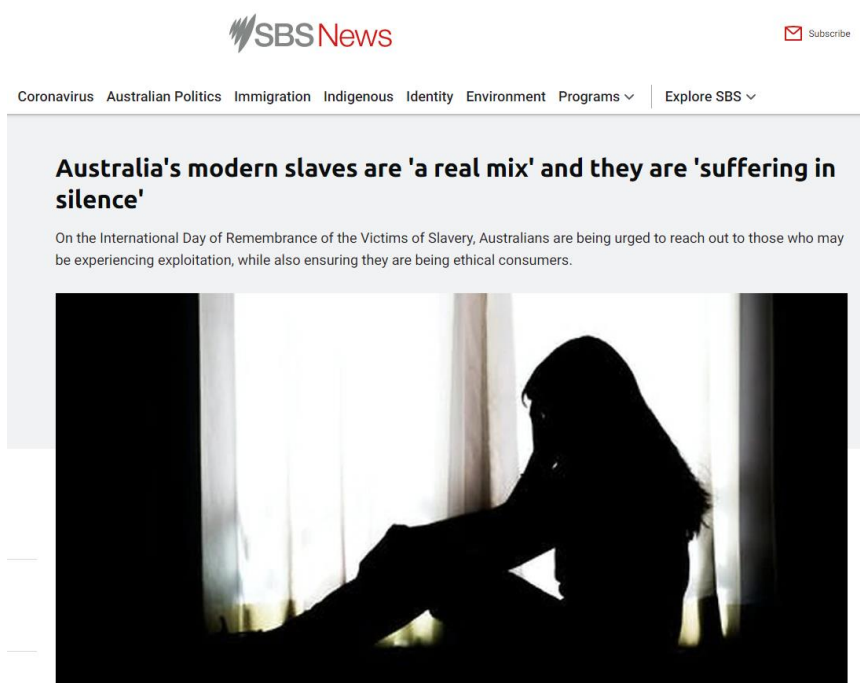 SBS News
Subscribe
Coronavirus Australian Politics Immigration Indigenous Identity Environment Programs Explore SBS
Australia's modern slaves are 'a real mix' and they are 'suffering in
silence'
On the International Day of Remembrance of the Victims of Slavery, Australians are being urged to reach out to those who may
be experiencing exploitation, while also ensuring they are being ethical consumers.